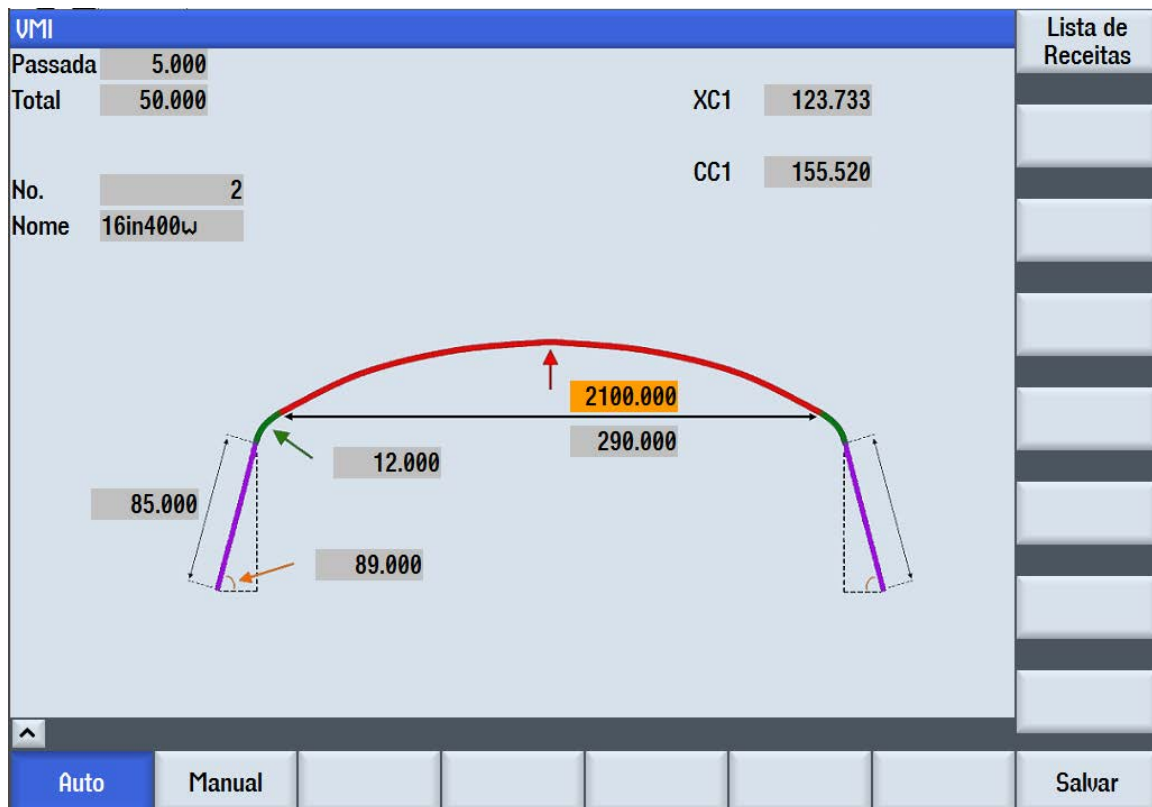 VMI
Lista de
Receitas
Passada 5.000
Total 50.000
XC1 123.733
CC1 155.520
No. 2
Nome 16in400w
2100.000
290.000
12.000
85.000
89.000
Auto
Manual
Salvar